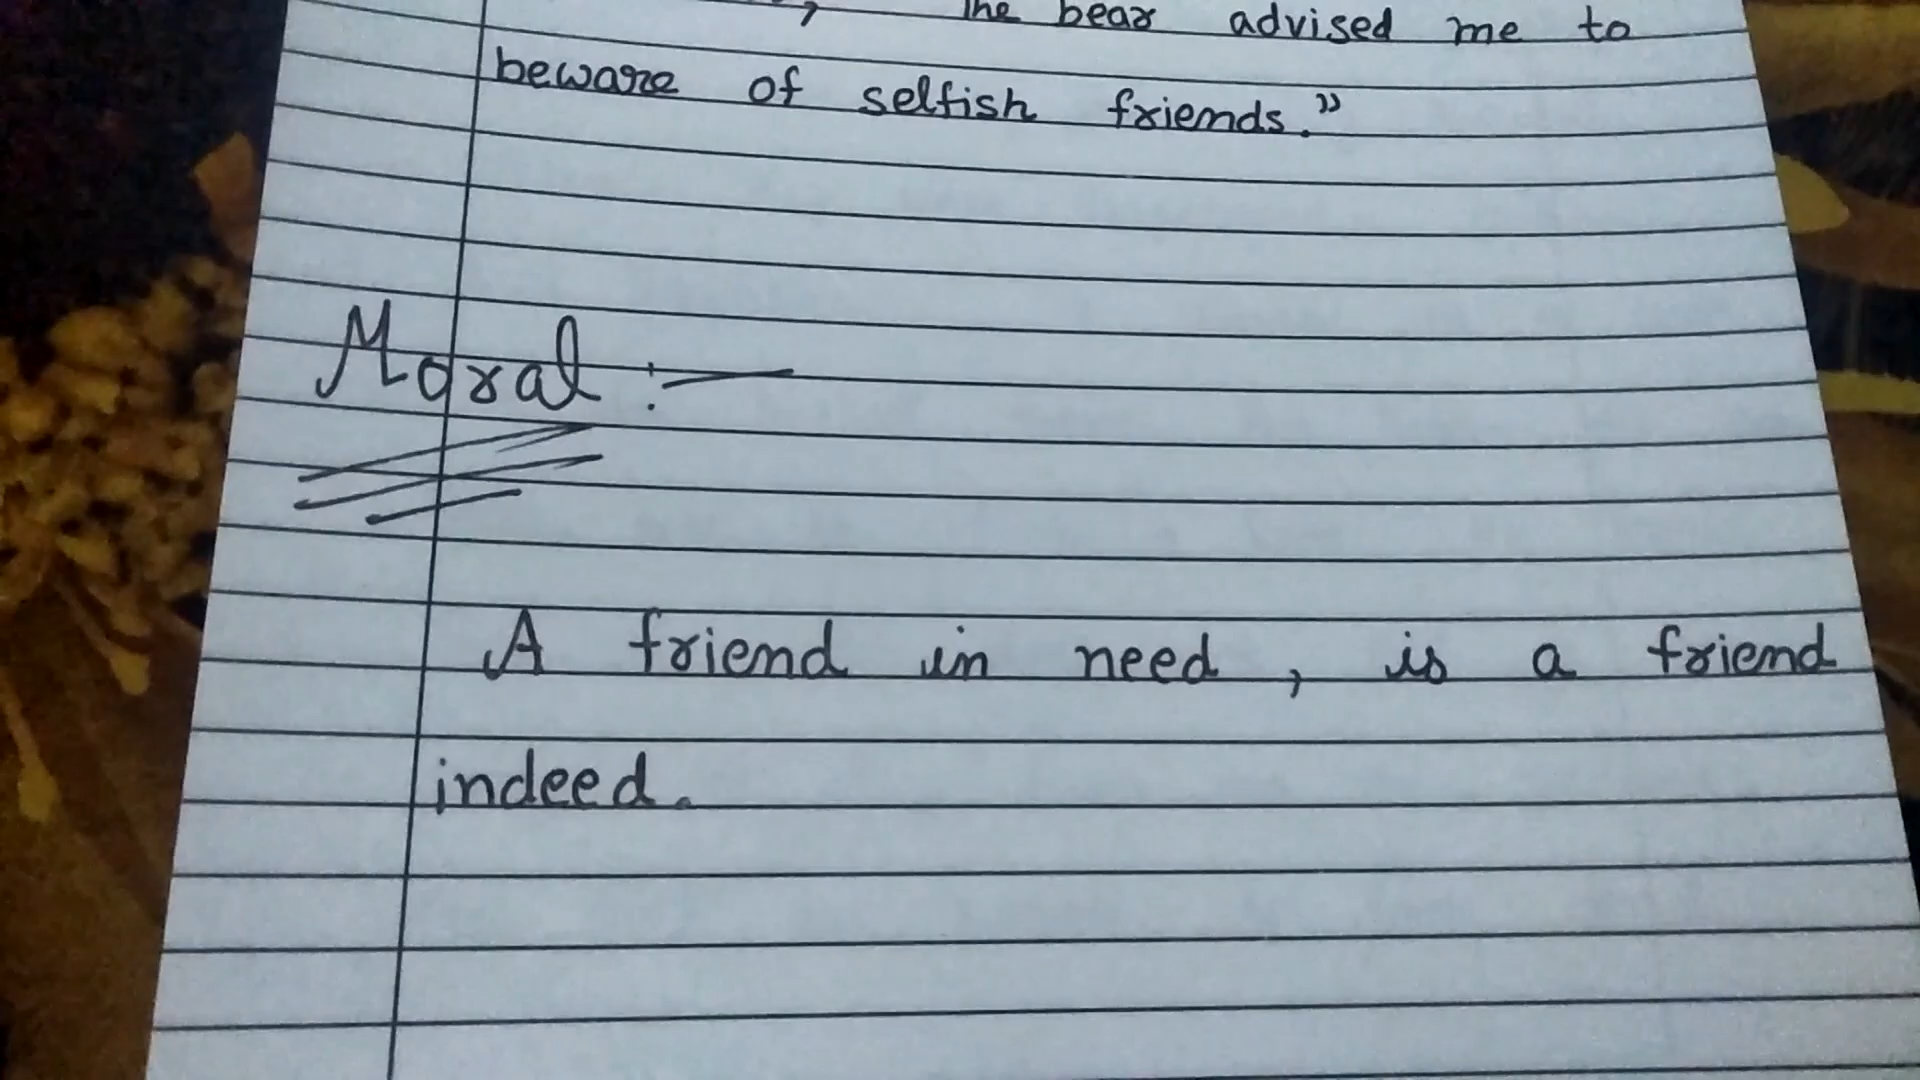 , The bear advised me to
beware of selfish friends."
Moral :-
A friend in need , is a friend
indeed.